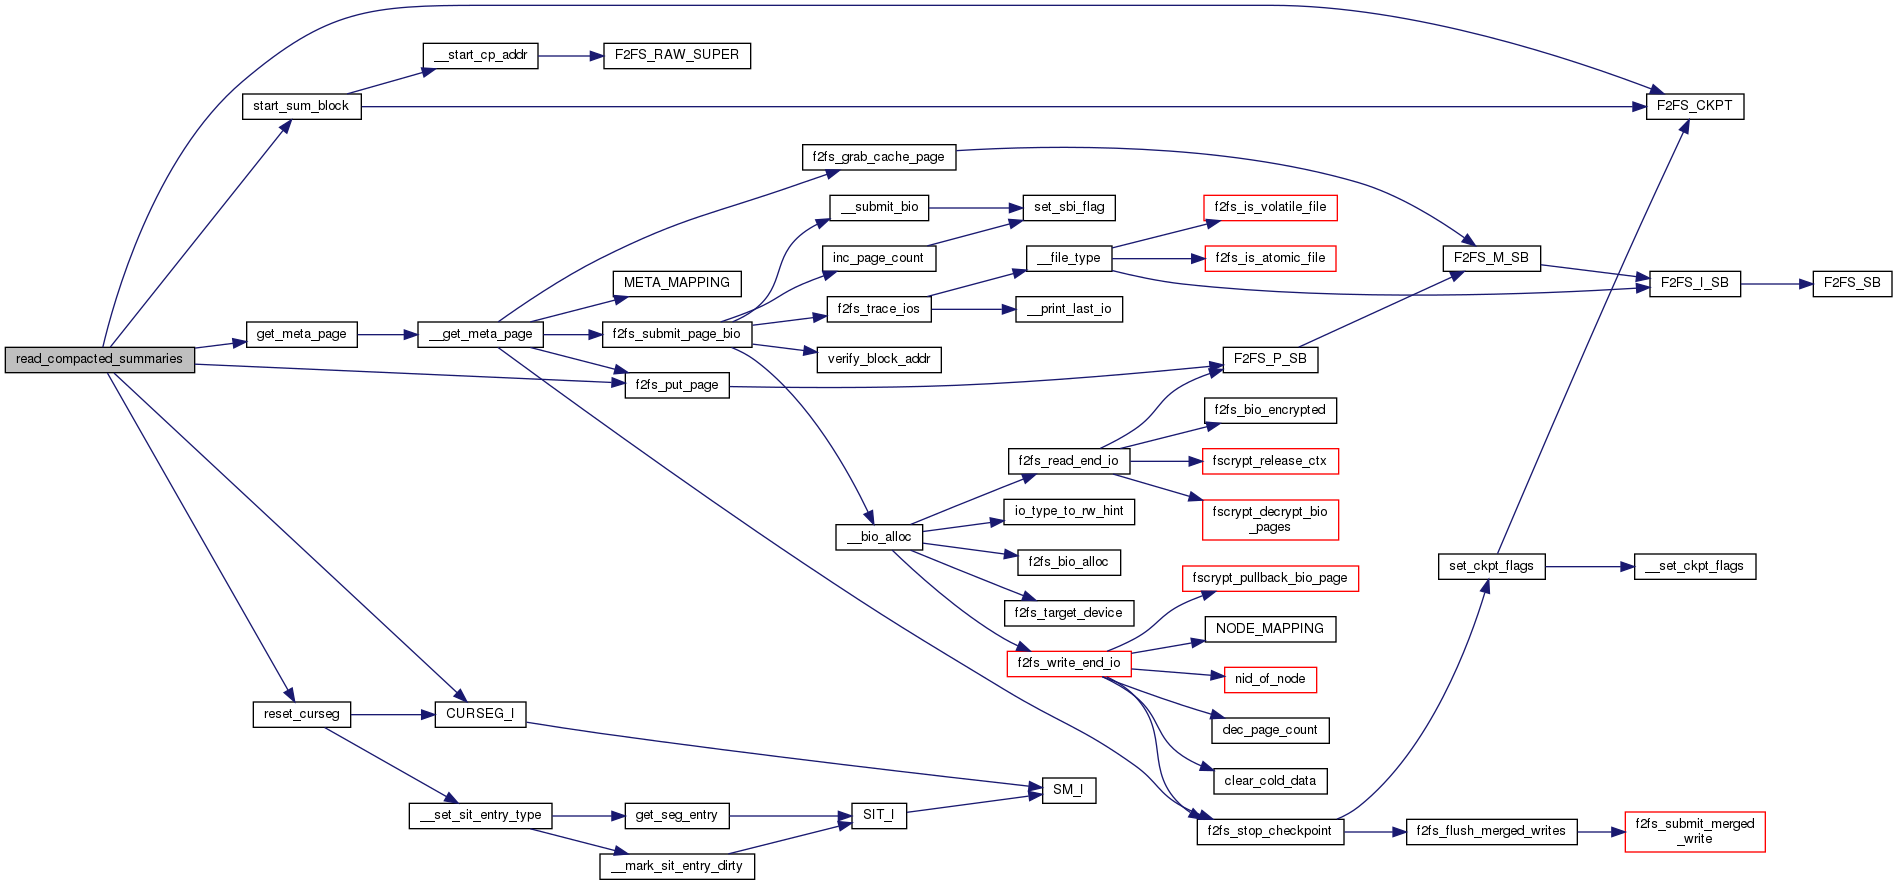 __start_cp_addr
F2FS_RAW_SUPER
start_sum_block
F2FS_CKPT
f2fs_grab_cache_page
__submit_bio
set_sbi_flag
f2fs_is_volatile_file
inc_page_count
__file_type
f2fs_is_atomic_file
F2FS_M_SB
META_MAPPING
F2FS_I_SB
F2FS_SB
f2fs_trace_ios
__print_last_io
get_meta_page
__get_meta_page
f2fs_submit_page_bio
read_compacted_summaries
verify_block_addr
F2FS_P_SB
f2fs_put_page
f2fs_bio_encrypted
f2fs_read_end_io
fscrypt_release_ctx
io_type_to_rw_hint
fscrypt_decrypt_bio
_pages
__bio_alloc
f2fs_bio_alloc
set_ckpt_flags
__set_ckpt_flags
fscrypt_pullback_bio_page
f2fs_target_device
NODE_MAPPING
f2fs_write_end_io
nid_of_node
reset_curseg
CURSEG_I
dec_page_count
clear_cold_data
SM_I
__set_sit_entry_type
get_seg_entry
SIT_I
f2fs_stop_checkpoint
f2fs_flush_merged_writes
f2fs_submit_merged
_write
__mark_sit_entry_dirty